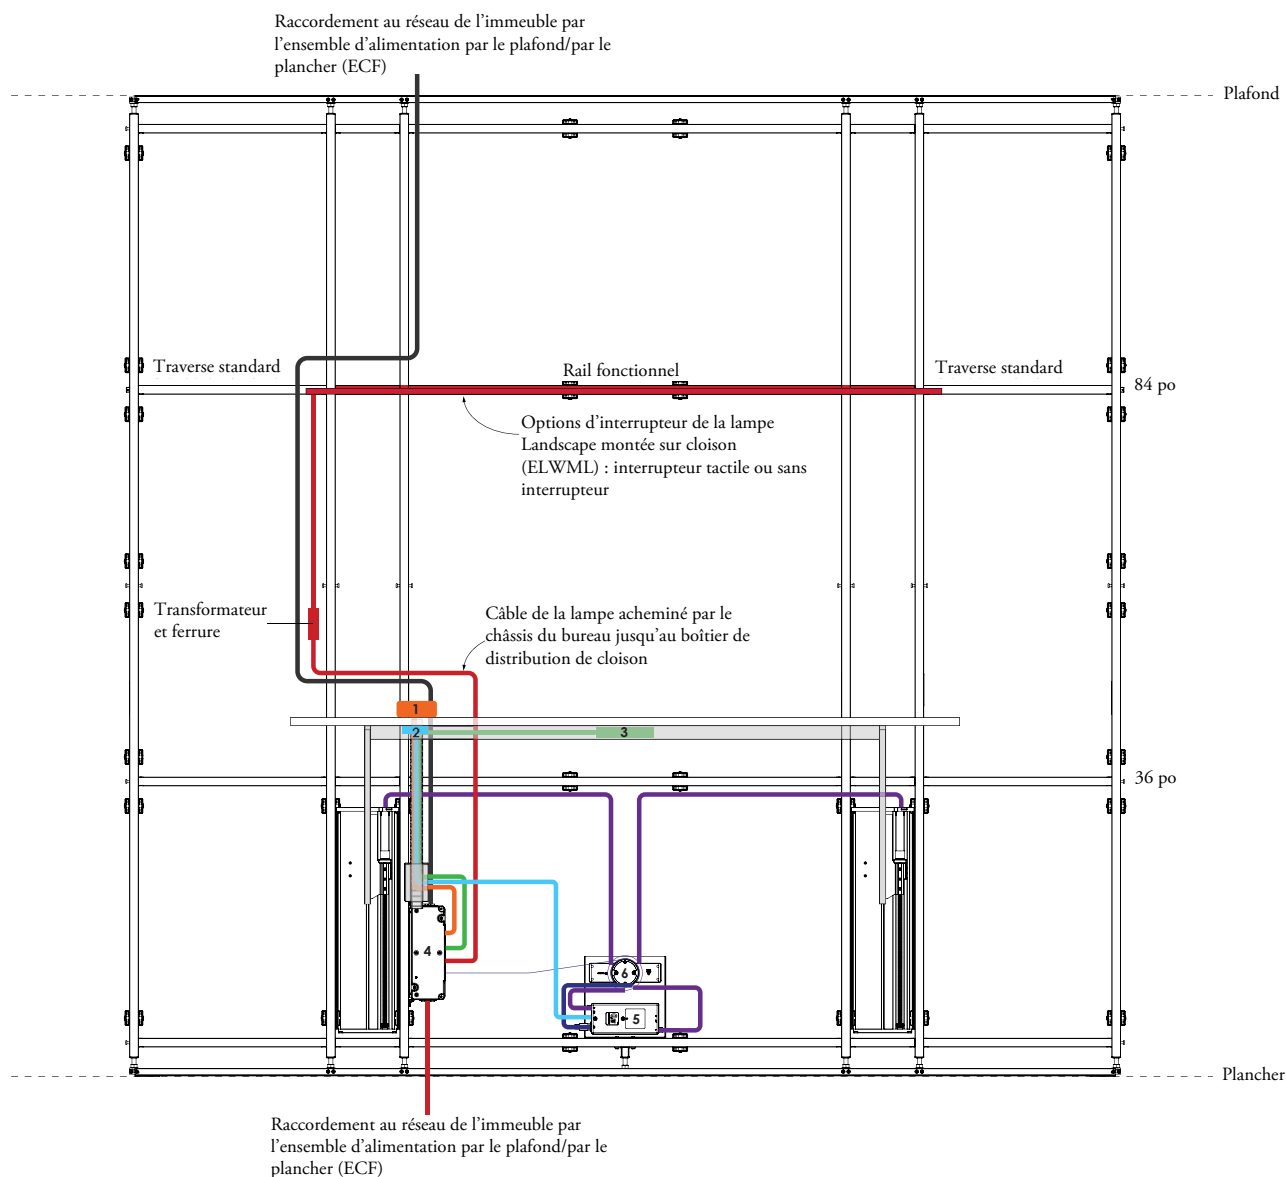 Raccordement au réseau de l’immeuble par
l’ensemble d’alimentation par le plafond/par le
plancher (ECF)
Plafond
Traverse standard
Rail fonctionnel
Traverse standard
84 po
Options d’interrupteur de la lampe
Landscape montée sur cloison
(ELWML) : interrupteur tactile ou sans
interrupteur
Transformateur
et ferrure
Câble de la lampe acheminé par le
châssis du bureau jusqu’au boîtier de
distribution de cloison
1
2
3
36 po
4
6
5
Plancher
Raccordement au réseau de l’immeuble par
l’ensemble d’alimentation par le plafond/par le
plancher (ECF)